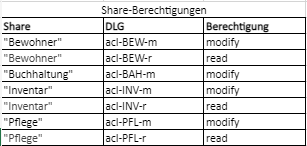 Share-Berechtigungen
Share DLG Berechtigung
"Bewohner" acl-BEW-m modify
"Bewohner" acl-BEW-r read
"Buchhaltung" acl-BAH-m modify
"Inventar" acl-INV-m modify
"Inventar" acl-INV-r read
"Pflege" acl-PFL-m modify
"Pflege" acl-PFL-r read